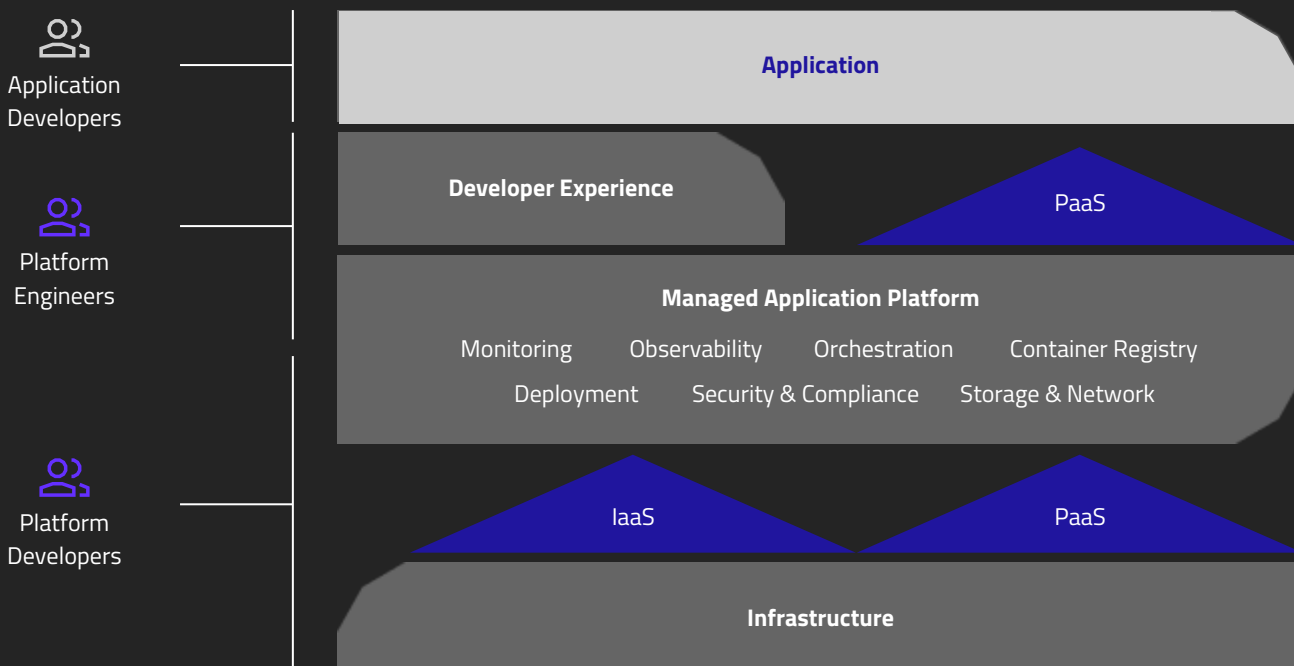 Application
Developers
Application
Developer Experience
PaaS
Platform
Engineers
Managed Application Platform
Monitoring Observability Orchestration Container Registry
Deployment Security & Compliance Storage & Network
Platform
Developers
IaaS
PaaS
Infrastructure